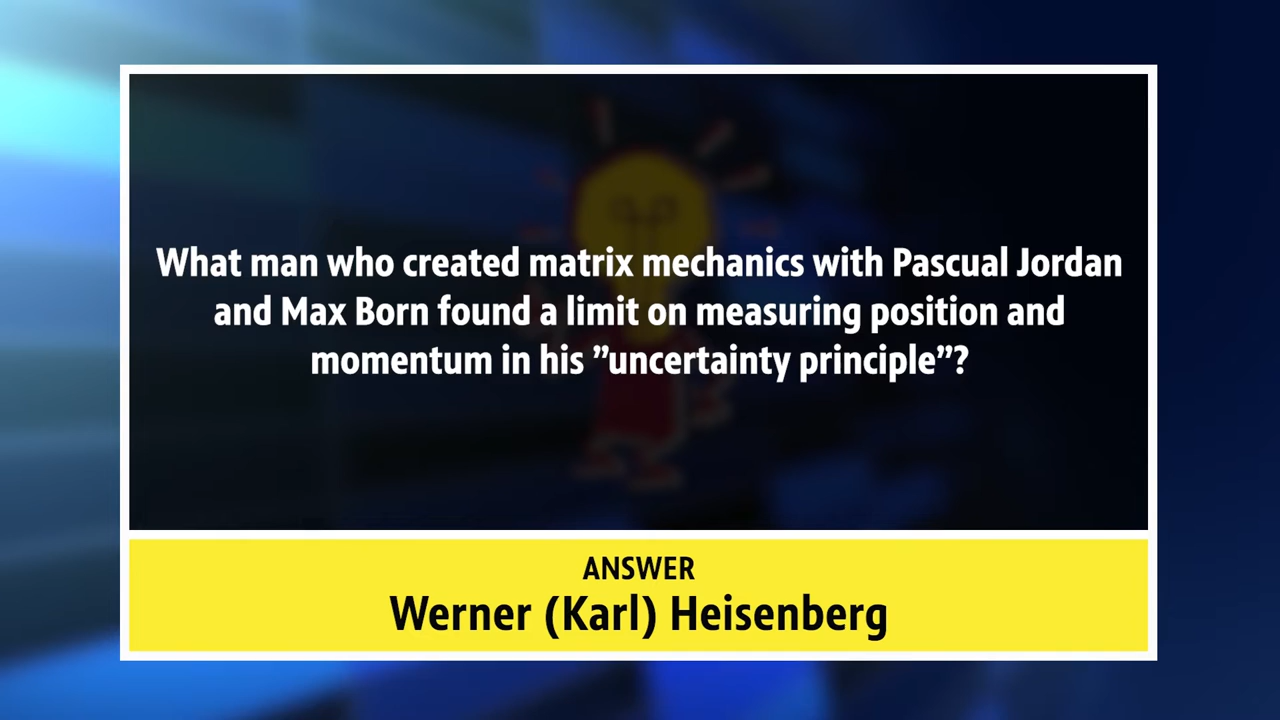 What man who created matrix mechanics with Pascual Jordan
and Max Born found a limit on measuring position and
momentum in his ”uncertainty principle”?
ANSWER
Werner (Karl) Heisenberg